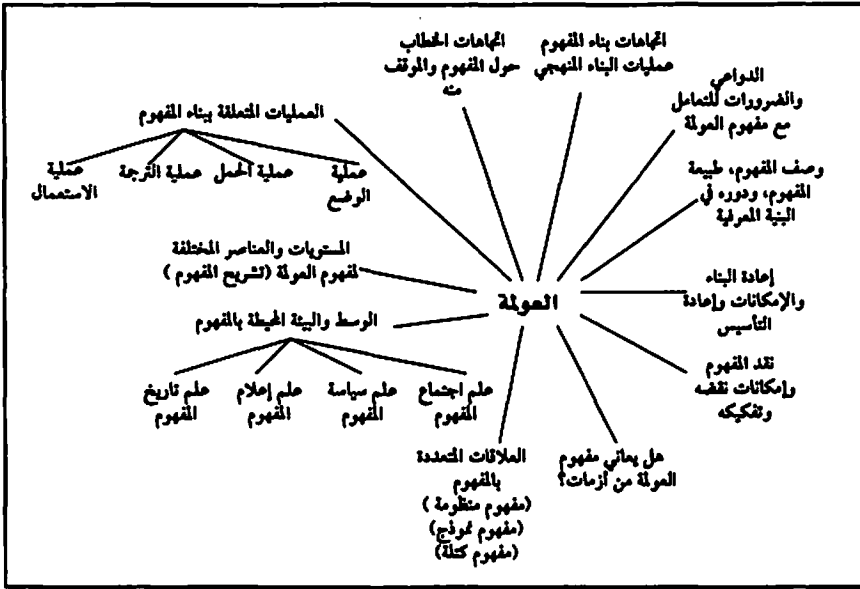 اتجاهات بناء المفهوم
عمليات البناء المنهجي
اتجاهات الخطاب
حول المفهوم والموقف
منه
الدواعي
والضرورات للتعامل
مع مفهوم العولمة
العمليات المتعلقة ببناء المفهوم
عملية
الوضع
عملية الحمل
عملية الترجمة
عملية
الاستعمال
وصف المفهوم، طبيعة
المفهوم، ودوره في
البنية المعرفية
المستويات والعناصر المختلفة
لمفهوم العولمة (تشريح المفهوم )
إعادة البناء
والإمكانات وإعادة
التأسيس
العولمة
الوسط والبيئة المحيطة بالمفهوم
علم اجتماع
المفهوم
علم سياسة
المفهوم
علم إعلام
المفهوم
علم تاريخ
المفهوم
نقد المفهوم
وإمكانات نقضه
وتفكيكه
هل يعاني مفهوم
العولمة من أزمات؟
العلاقات المتعددة
بالمفهوم
(مفهوم منظومة )
(مفهوم نموذج)
(مفهوم كتلة)